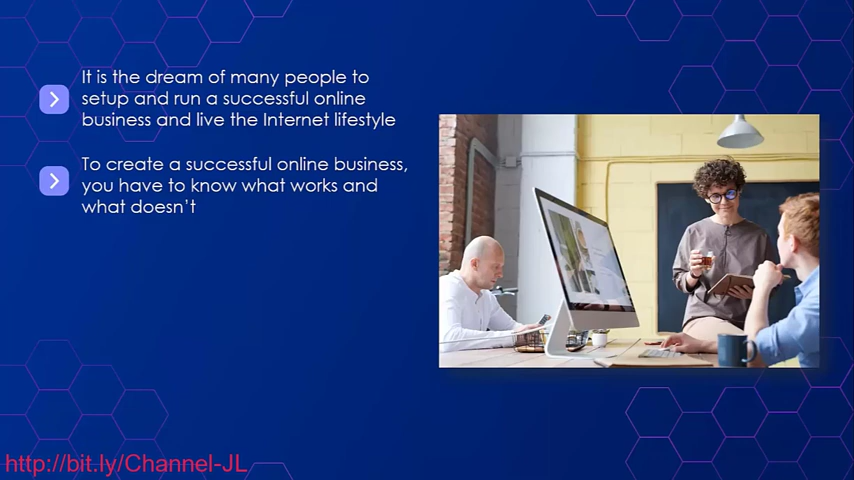 It is the dream of many people to
setup and run a successful online
business and live the Internet lifestyle
To create a successful online business,
you have to know what works and
what doesn't
http://bit.ly/Channel-JL